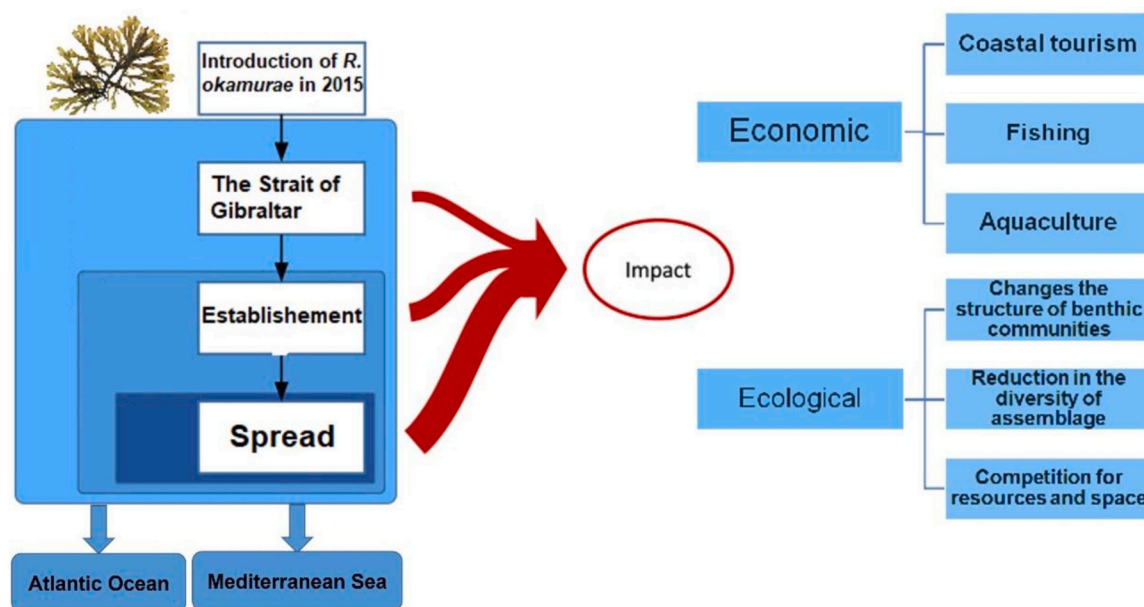 Introduction of R.
okamurae in 2015
The Strait of
Gibraltar
Establishement
Spread
Atlantic Ocean
Mediterranean Sea
Impact
Economic
Coastal tourism
Fishing
Aquaculture
Ecological
Changes the
structure of benthic
communities
Reduction in the
diversity of
assemblage
Competition for
resources and space